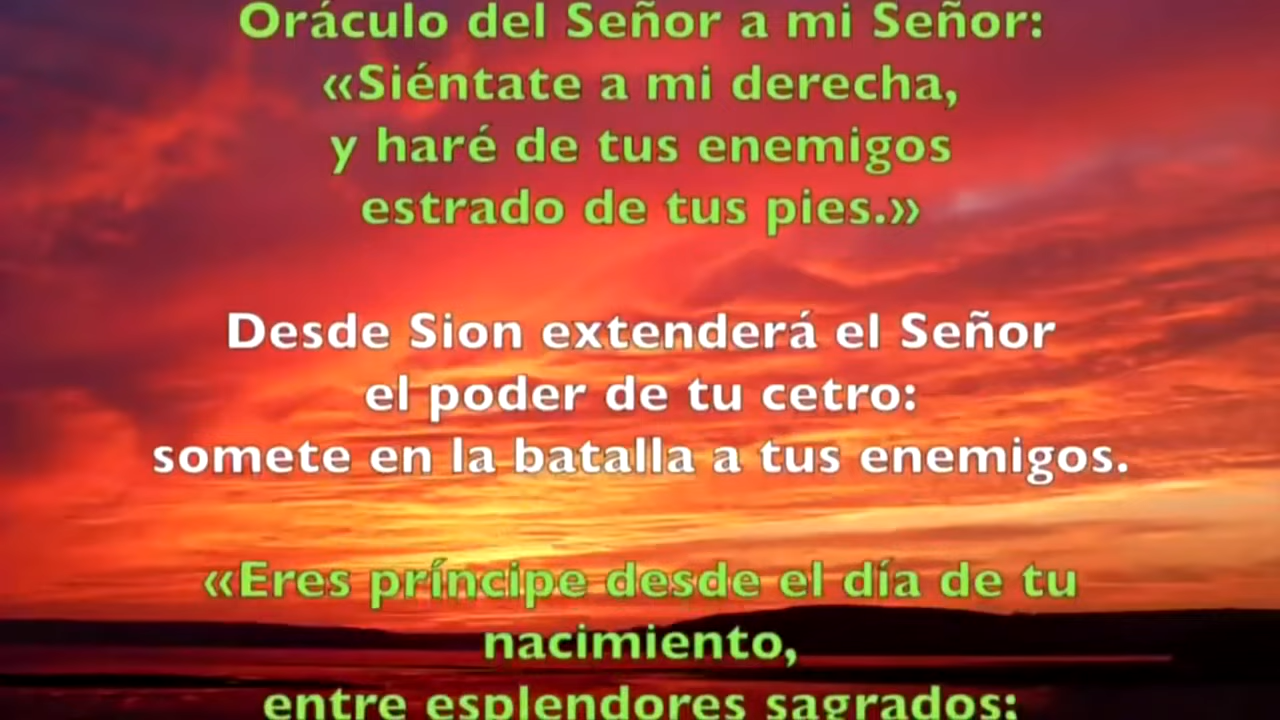 Oráculo del Señor a mi Señor:
«Siéntate a mi derecha,
y haré de tus enemigos
estrado de tus pies.»
Desde Sion extenderá el Señor
el poder de tu cetro:
somete en la batalla a tus enemigos.
«Eres príncipe desde el día de tu
nacimiento,
entre esplendores sagrados;